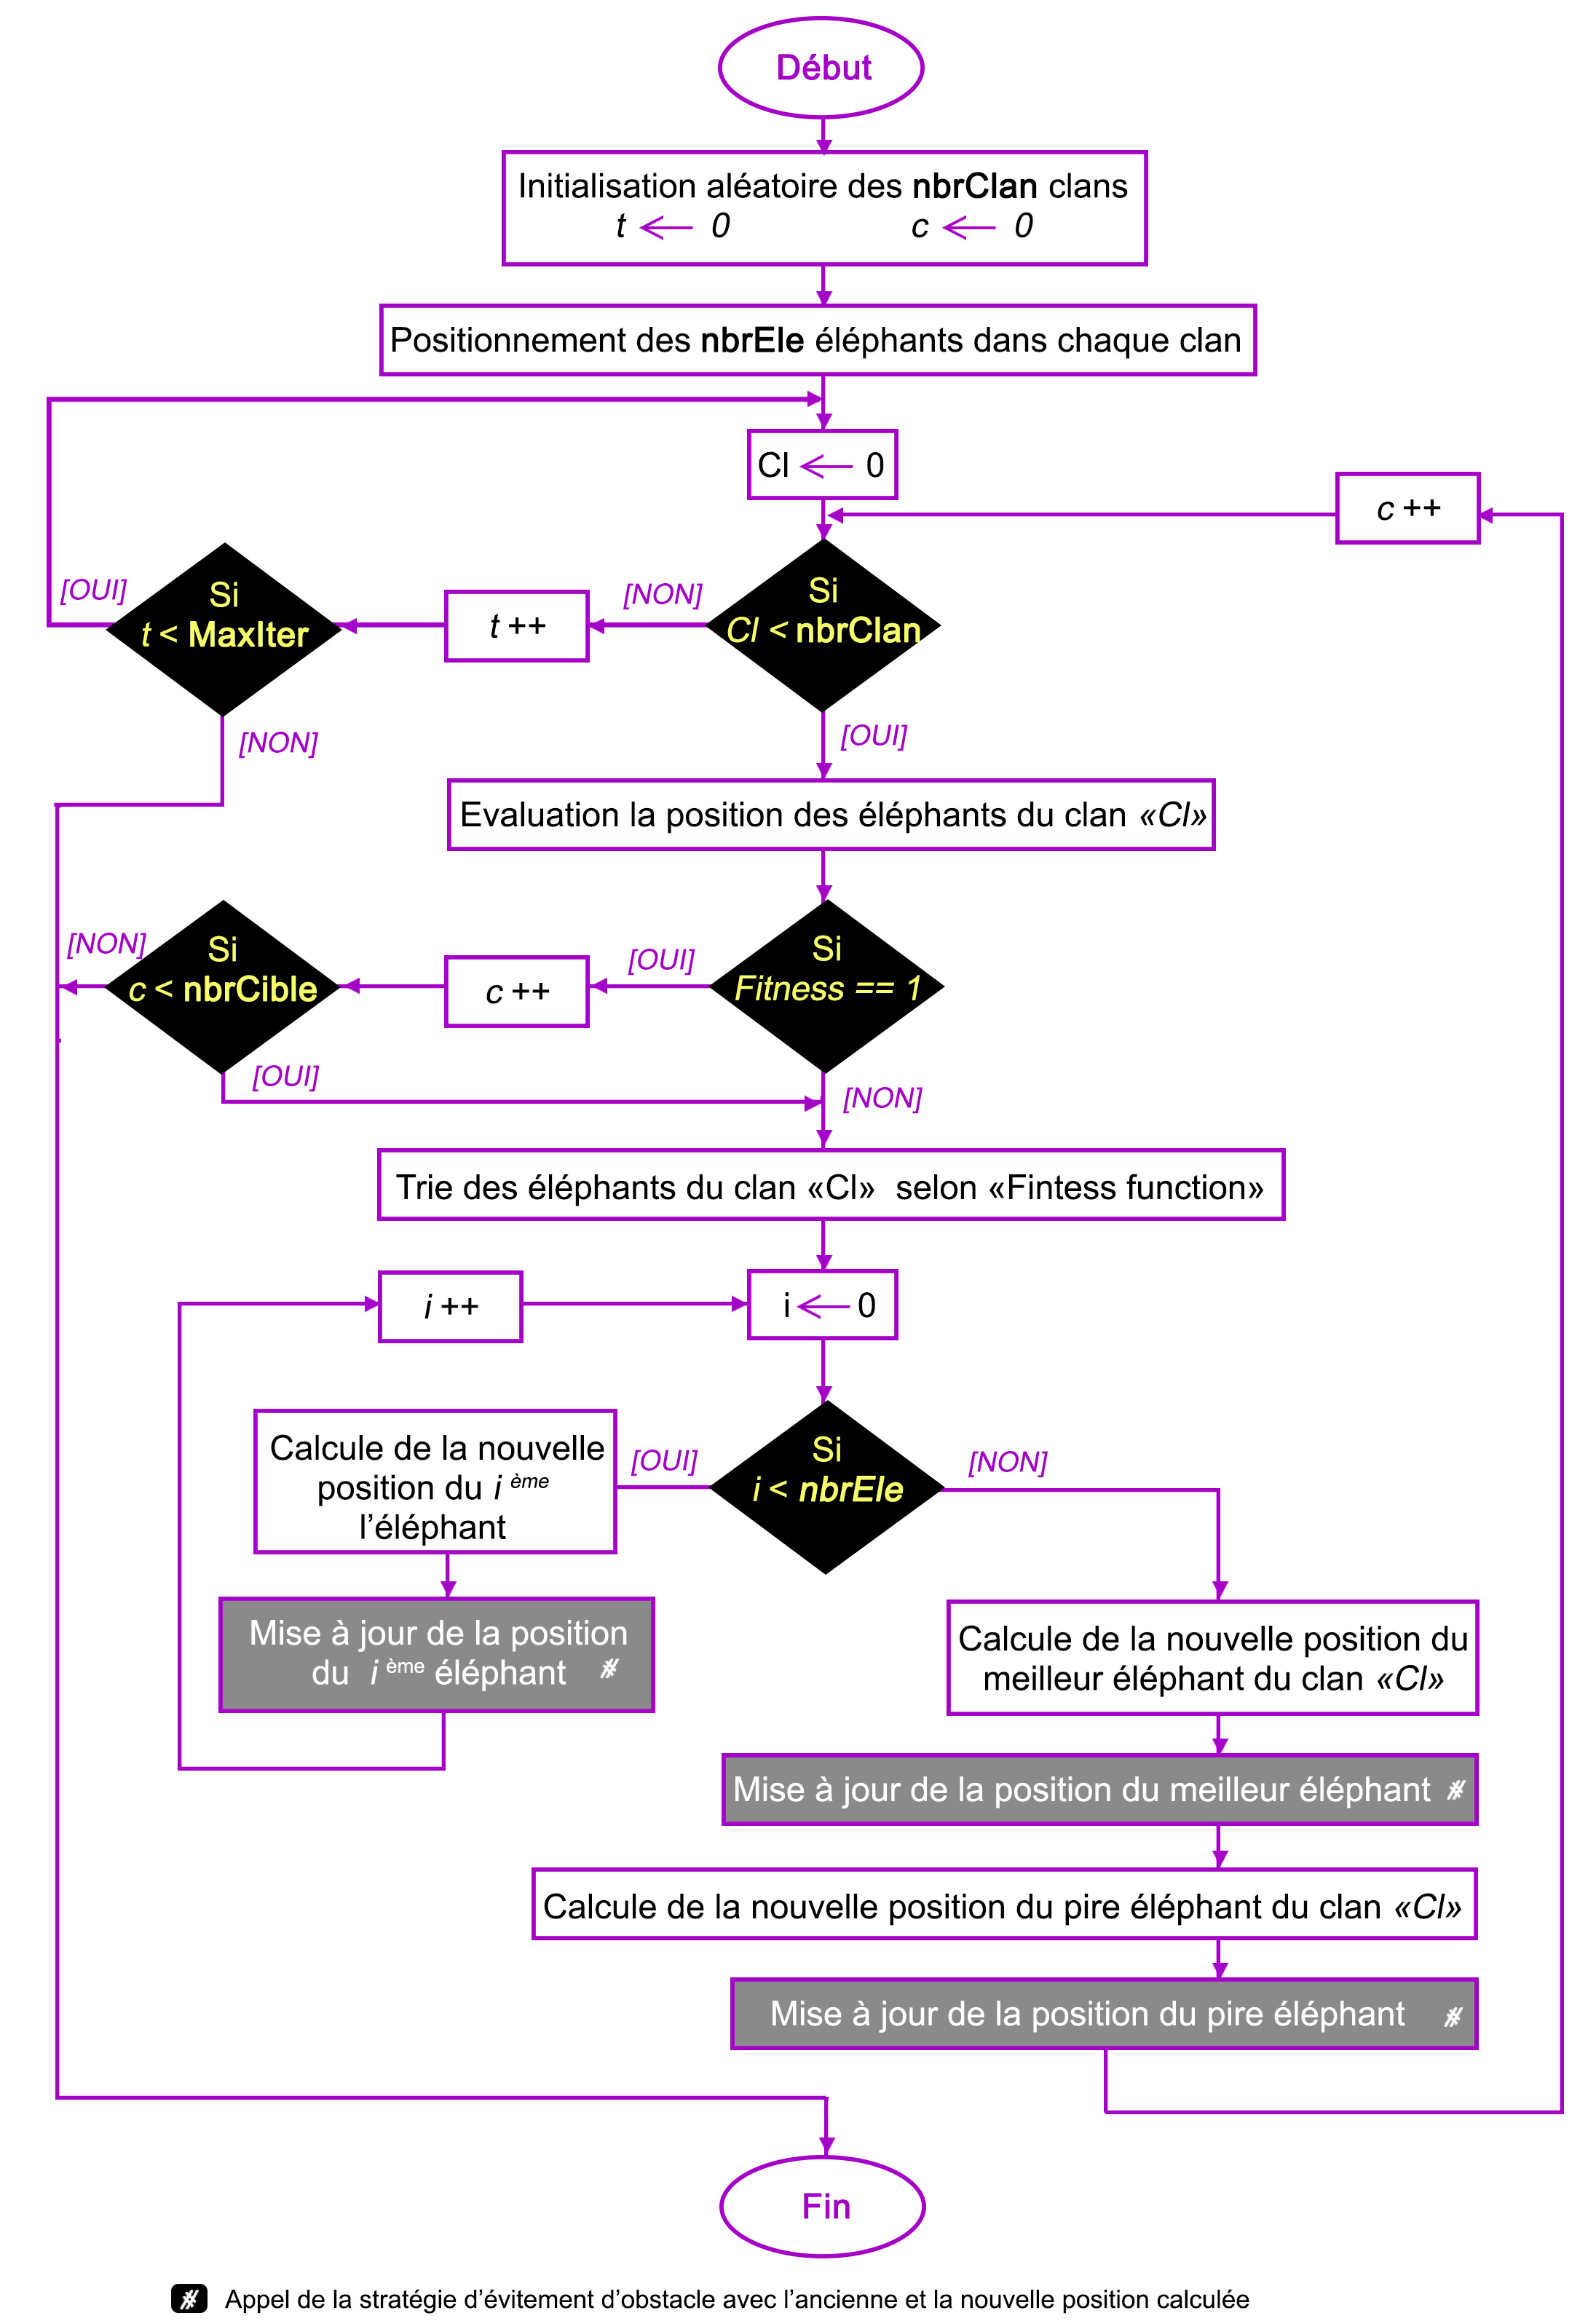 Début
Initialisation aléatoire des nbrClan clans
t ← 0 c ← 0
Positionnement des nbrEle éléphants dans chaque clan
Cl ← 0
c ++
[OUI]
Si
t < MaxIter
t ++
[NON]
Si
Cl < nbrClan
[NON]
[OUI]
Evaluation la position des éléphants du clan «Cl»
[NON]
Si
c < nbrCible
c ++
[OUI]
Si
Fitness == 1
[OUI]
[NON]
Trie des éléphants du clan «Cl» selon «Fintess function»
i ++
i ← 0
Calcule de la nouvelle
position du i ème
l’éléphant
[OUI]
Si
i < nbrEle
[NON]
Mise à jour de la position
du i ème éléphant #
Calcule de la nouvelle position du
meilleur éléphant du clan «Cl»
Mise à jour de la position du meilleur éléphant #
Calcule de la nouvelle position du pire éléphant du clan «Cl»
Mise à jour de la position du pire éléphant #
Fin
# Appel de la stratégie d’évitement d’obstacle avec l’ancienne et la nouvelle position calculée